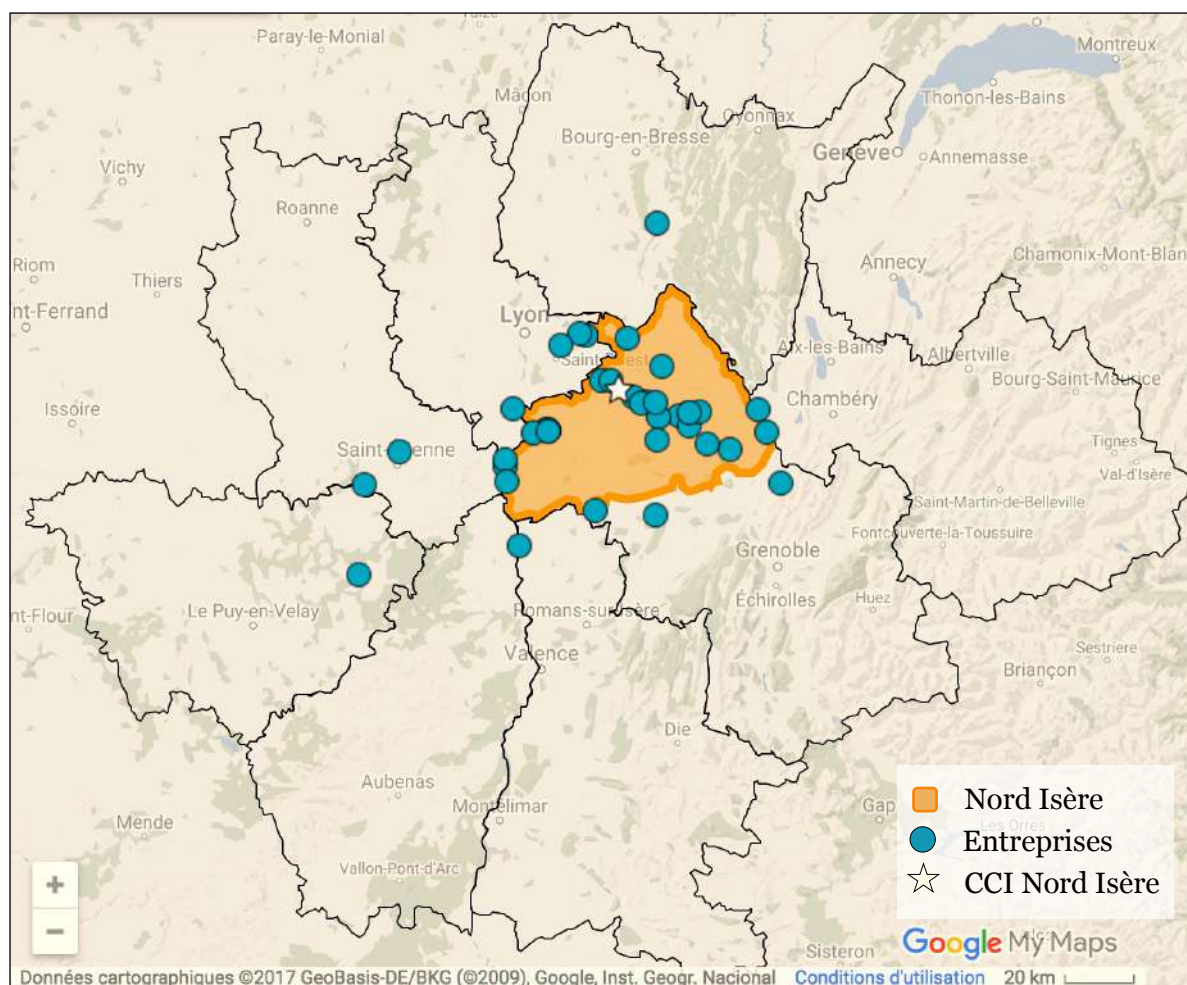 Paray-le-Monial
Montreux
Thonon-les-Bains
Mâcon
Oyonnax
Bourg-en-Bresse
Genève
Annemasse
Vichy
Roanne
Chamonix-Mont-Blan
Riom
Annecy
Thiers
nt-Ferrand
Lyon
Aix-les-Bains
Albertville
Bourg-Saint-Maurice
Chambéry
Issoire
Tignes
Val-d'Isère
Saint-Martin-de-Belleville
Fontcouverte-la-Toussuire
Grenoble
Échirolles
Huez
Le Puy-en-Velay
Romans-sur-Isère
nt-Flour
Sestriere
Valence
Briançon
Die
Aubenas
Montélimar
Mende
Gap
Les Orres
Vallon-Pont-d'Arc
Sisteron
Nord Isère
Entreprises
CCI Nord Isère
+
−
Google My Maps
Données cartographiques ©2017 GeoBasis-DE/BKG (©2009), Google, Inst. Geogr. Nacional Conditions d'utilisation 20 km